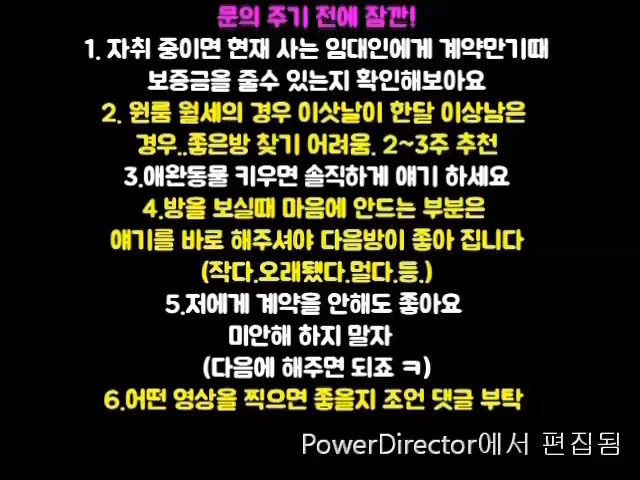 문의 주기 전에 잠깐!
1. 자취 중이면 현재 사는 임대인에게 계약만기때
보증금을 줄수 있는지 확인해보아요
2. 원룸 월세의 경우 이삿날이 한달 이상남은
경우..좋은방 찾기 어려움. 2~3주 추천
3.애완동물 키우면 솔직하게 얘기 하세요
4.방을 보실때 마음에 안드는 부분은
얘기를 바로 해주셔야 다음방이 좋아 집니다
(작다.오래됐다.멀다.등.)
5.저에게 계약을 안해도 좋아요
미안해 하지 말자
(다음에 해주면 되죠 ㅋ)
6.어떤 영상을 찍으면 좋을지 조언 댓글 부탁
PowerDirector에서 편집됨